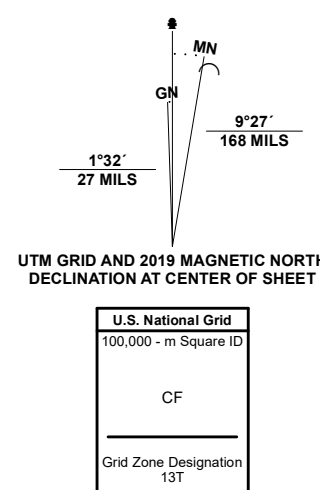 MN
GN
9°27´
168 MILS
1°32´
27 MILS
UTM GRID AND 2019 MAGNETIC NORTH
DECLINATION AT CENTER OF SHEET
U.S. National Grid
100,000 - m Square ID
CF
Grid Zone Designation
13T